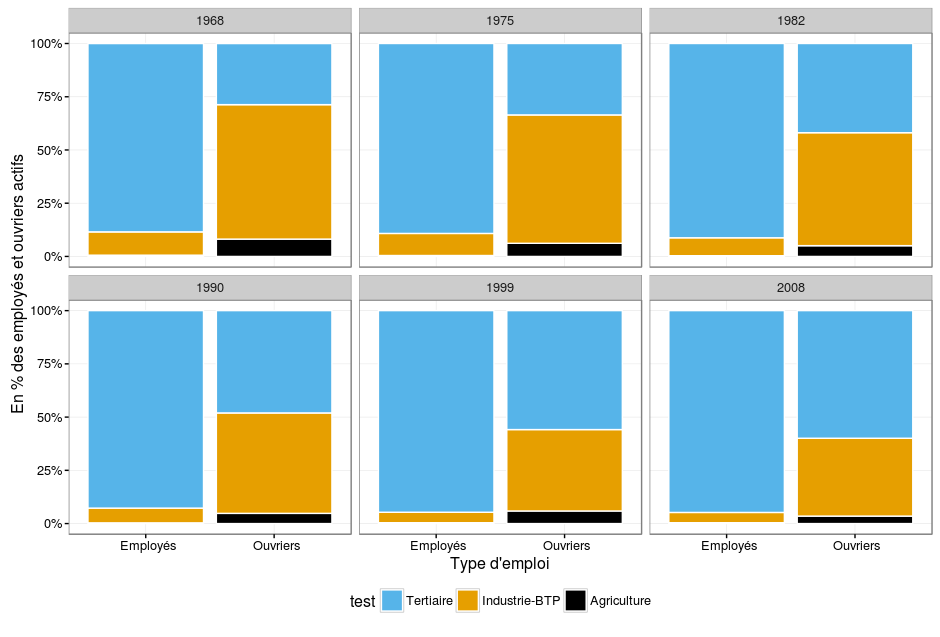 1968 1975 1982
En % des employés et ouvriers actifs
100%
75%
50%
25%
0%
1990 1999 2008
100%
75%
50%
25%
0%
Employés Ouvriers Employés Ouvriers Employés Ouvriers
Type d'emploi
test Tertiaire Industrie-BTP Agriculture